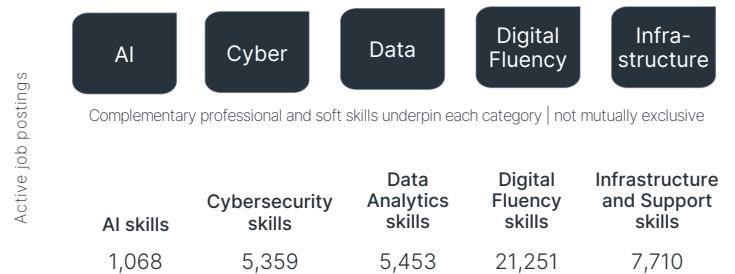 AI
Cyber
Data
Digital
Fluency
Infra-
structure
Complementary professional and soft skills underpin each category | not mutually exclusive
Active job postings
AI skills
Cybersecurity
skills
Data
Analytics
skills
Digital
Fluency
skills
Infrastructure
and Support
skills
1,068
5,359
5,453
21,251
7,710